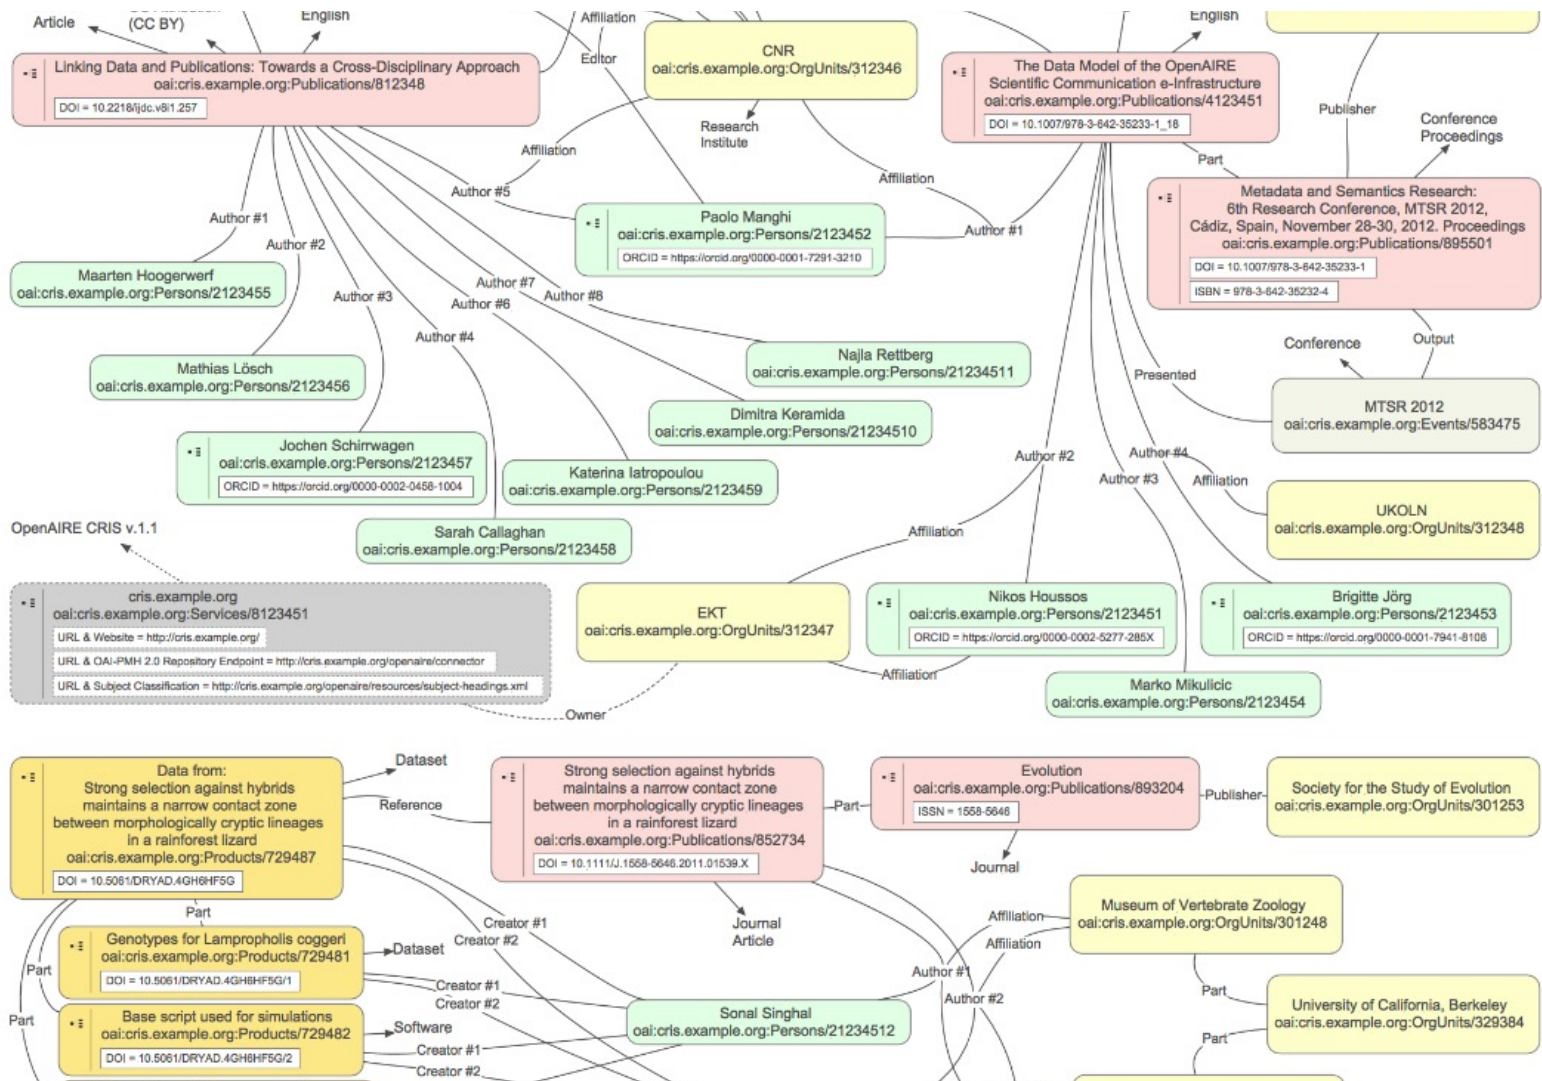 Article
(CC BY)
English
Affiliation
Editor
English
Linking Data and Publications: Towards a Cross-Disciplinary Approach
oai:cris.example.org:Publications/812348
DOI = 10.2218/ijdc.v8i1.257
CNR
oai:cris.example.org:OrgUnits/312346
Research
Institute
The Data Model of the OpenAIRE
Scientific Communication e-Infrastructure
oai:cris.example.org:Publications/4123451
DOI = 10.1007/978-3-642-35233-1_18
Publisher
Conference
Proceedings
Part
Affiliation
Affiliation
Author #5
Author #1
Metadata and Semantics Research:
6th Research Conference, MTSR 2012,
Cádiz, Spain, November 28-30, 2012. Proceedings
oai:cris.example.org:Publications/895501
DOI = 10.1007/978-3-642-35233-1
ISBN = 978-3-642-35232-4
Paolo Manghi
oai:cris.example.org:Persons/2123452
ORCID = https://orcid.org/0000-0001-7291-3210
Author #1
Author #2
Maarten Hoogerwerf
oai:cris.example.org:Persons/2123455
Author #3
Author #7
Author #6
Author #8
Author #4
Mathias Lösch
oai:cris.example.org:Persons/2123456
Najla Rettberg
oai:cris.example.org:Persons/21234511
Conference
Output
Presented
MTSR 2012
oai:cris.example.org:Events/583475
Dimitra Keramida
oai:cris.example.org:Persons/21234510
Jochen Schirrwagen
oai:cris.example.org:Persons/2123457
ORCID = https://orcid.org/0000-0002-0458-1004
Katerina Iatropoulou
oai:cris.example.org:Persons/2123459
Author #2
Author #4
Author #3
Affiliation
UKOLN
oai:cris.example.org:OrgUnits/312348
Sarah Callaghan
oai:cris.example.org:Persons/2123458
OpenAIRE CRIS v.1.1
Affiliation
cris.example.org
oai:cris.example.org:Services/8123451
URL & Website = http://cris.example.org/
URL & OAI-PMH 2.0 Repository Endpoint = http://cris.example.org/openaire/connector
URL & Subject Classification = http://cris.example.org/openaire/resources/subject-headings.xml
EKT
oai:cris.example.org:OrgUnits/312347
Nikos Houssos
oai:cris.example.org:Persons/2123451
ORCID = https://orcid.org/0000-0002-5277-285X
Brigitte Jörg
oai:cris.example.org:Persons/2123453
ORCID = https://orcid.org/0000-0001-7941-8108
Affiliation
Marko Mikulicic
oai:cris.example.org:Persons/2123454
Owner
Data from:
Strong selection against hybrids
maintains a narrow contact zone
between morphologically cryptic lineages
in a rainforest lizard
oai:cris.example.org:Products/729487
DOI = 10.5061/DRYAD.4GH6HF5G
Dataset
Reference
Strong selection against hybrids
maintains a narrow contact zone
between morphologically cryptic lineages
in a rainforest lizard
oai:cris.example.org:Publications/852734
DOI = 10.1111/J.1558-5646.2011.01539.X
Part
Evolution
oai:cris.example.org:Publications/893204
ISSN = 1558-5646
Publisher
Society for the Study of Evolution
oai:cris.example.org:OrgUnits/301253
Journal
Journal
Article
Part
Creator #1
Creator #2
Affiliation
Affiliation
Museum of Vertebrate Zoology
oai:cris.example.org:OrgUnits/301248
Genotypes for Lampropholis coggeri
oai:cris.example.org:Products/729481
DOI = 10.5061/DRYAD.4GH6HF5G/1
Dataset
Part
Creator #1
Creator #2
Author #1
Author #2
Part
University of California, Berkeley
oai:cris.example.org:OrgUnits/329384
Part
Base script used for simulations
oai:cris.example.org:Products/729482
DOI = 10.5061/DRYAD.4GH6HF5G/2
Software
Creator #1
Creator #2
Sonal Singhal
oai:cris.example.org:Persons/21234512
Part